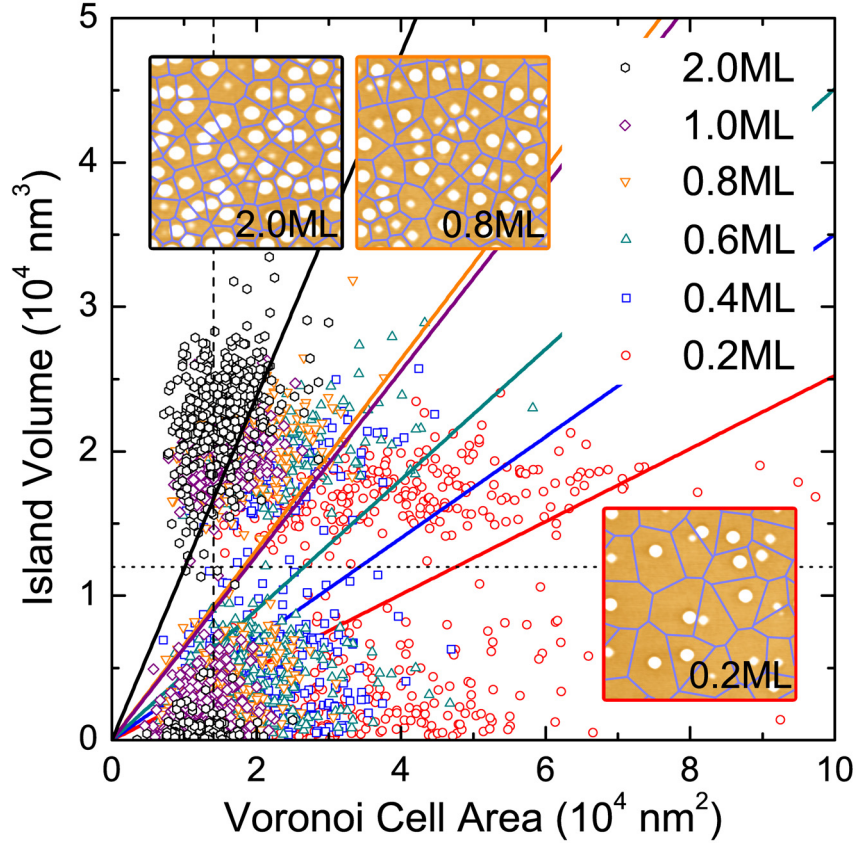 5
4
3
2
1
0
0
2
4
6
8
10
Island Volume (10⁴ nm³)
Voronoi Cell Area (10⁴ nm²)
2.0ML
0.8ML
2.0ML
1.0ML
0.8ML
0.6ML
0.4ML
0.2ML
0.2ML